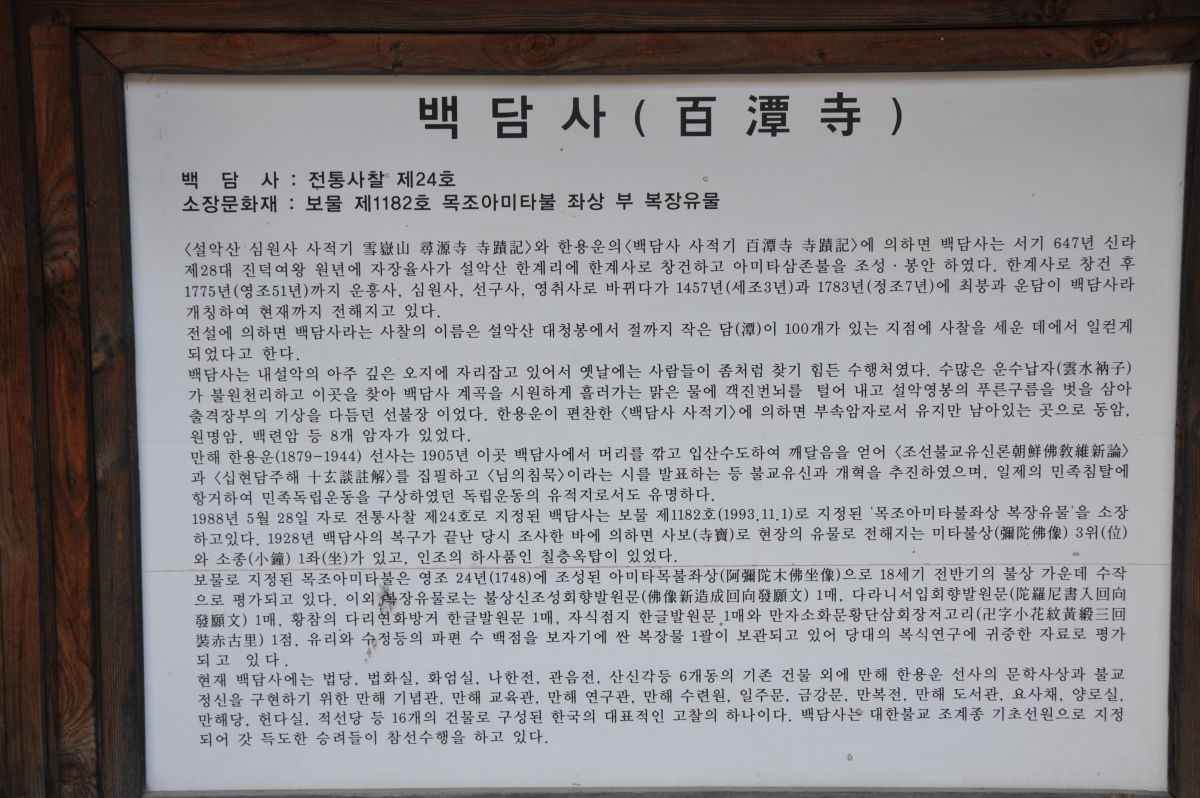 백 담 사 ( 百 潭 寺 )
백 담 사 : 전통사찰 제24호
소장문화재 : 보물 제1182호 목조아미타불 좌상 부 복장유물
〈설악산 심원사 사적기 雪嶽山 尋源寺 寺蹟記〉와 한용운의〈백담사 사적기 百潭寺 寺蹟記〉에 의하면 백담사는 서기 647년 신라
제28대 진덕여왕 원년에 자장율사가 설악산 한계리에 한계사로 창건하고 아미타삼존불을 조성 · 봉안 하였다. 한계사로 창건 후
1775년(영조51년)까지 운흥사, 심원사, 선구사, 영취사로 바뀌다가 1457년(세조3년)과 1783년(정조7년)에 최붕과 운담이 백담사라
개칭하여 현재까지 전해지고 있다.
전설에 의하면 백담사라는 사찰의 이름은 설악산 대청봉에서 절까지 작은 담(潭)이 100개가 있는 지점에 사찰을 세운 데에서 일컫게
되었다고 한다.
백담사는 내설악의 아주 깊은 오지에 자리잡고 있어서 옛날에는 사람들이 좀처럼 찾기 힘든 수행처였다. 수많은 운수납자(雲水衲子)
가 불원천리하고 이곳을 찾아 백담사 계곡을 시원하게 흘러가는 맑은 물에 객진번뇌를 털어 내고 설악영봉의 푸른구름을 벗을 삼아
출격장부의 기상을 다듬던 선불장 이었다. 한용운이 편찬한 〈백담사 사적기〉에 의하면 부속암자로서 유지만 남아있는 곳으로 동암,
원명암, 백련암 등 8개 암자가 있었다.
만해 한용운(1879-1944) 선사는 1905년 이곳 백담사에서 머리를 깎고 입산수도하여 깨달음을 얻어 〈조선불교유신론朝鮮佛敎維新論〉
과 〈십현담주해 十玄談註解〉를 집필하고 〈님의침묵〉이라는 시를 발표하는 등 불교유신과 개혁을 추진하였으며, 일제의 민족침탈에
항거하여 민족독립운동을 구상하였던 독립운동의 유적지로서도 유명하다.
1988년 5월 28일 자로 전통사찰 제24호로 지정된 백담사는 보물 제1182호(1993.11.1)로 지정된 '목조아미타불좌상 복장유물'을 소장
하고있다. 1928년 백담사의 복구가 끝난 당시 조사한 바에 의하면 사보(寺寶)로 현장의 유물로 전해지는 미타불상(彌陀佛像) 3위(位)
와 소종(小鐘) 1좌(坐)가 있고, 인조의 하사품인 칠층옥탑이 있었다.
보물로 지정된 목조아미타불은 영조 24년(1748)에 조성된 아미타목불좌상(阿彌陀木佛坐像)으로 18세기 전반기의 불상 가운데 수작
으로 평가되고 있다. 이외 복장유물로는 불상신조성회향발원문(佛像新造成回向發願文) 1매, 다라니서입회향발원문(陀羅尼書入回向
發願文) 1매, 황참의 다리연화방거 한글발원문 1매, 자식점지 한글발원문 1매와 만자소화문황단삼회장저고리(卍字小花紋黃緞三回
裝赤古里) 1점, 유리와 수정등의 파편 수 백점을 보자기에 싼 복장물 1괄이 보관되고 있어 당대의 복식연구에 귀중한 자료로 평가
되고 있다.
현재 백담사에는 법당, 법화실, 화엄실, 나한전, 관음전, 산신각등 6개동의 기존 건물 외에 만해 한용운 선사의 문학사상과 불교
정신을 구현하기 위한 만해 기념관, 만해 교육관, 만해 연구관, 만해 수련원, 일주문, 금강문, 만복전, 만해 도서관, 요사채, 양로실,
만해당, 헌다실, 적선당 등 16개의 건물로 구성된 한국의 대표적인 고찰의 하나이다. 백담사는 대한불교 조계종 기초선원으로 지정
되어 갓 득도한 승려들이 참선수행을 하고 있다.